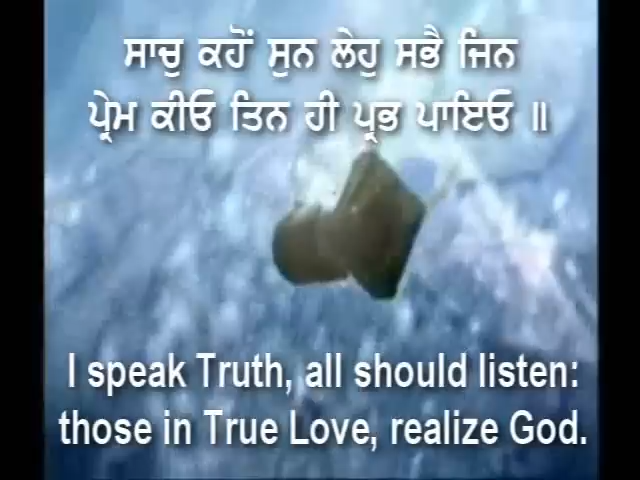 ਸਾਚੁ ਕਹੋਂ ਸੁਨ ਲੇਹੁ ਸਭੈ ਜਿਨ
ਪ੍ਰੇਮ ਕੀਓ ਤਿਨ ਹੀ ਪ੍ਰਭ ਪਾਇਓ ॥
I speak Truth, all should listen:
those in True Love, realize God.